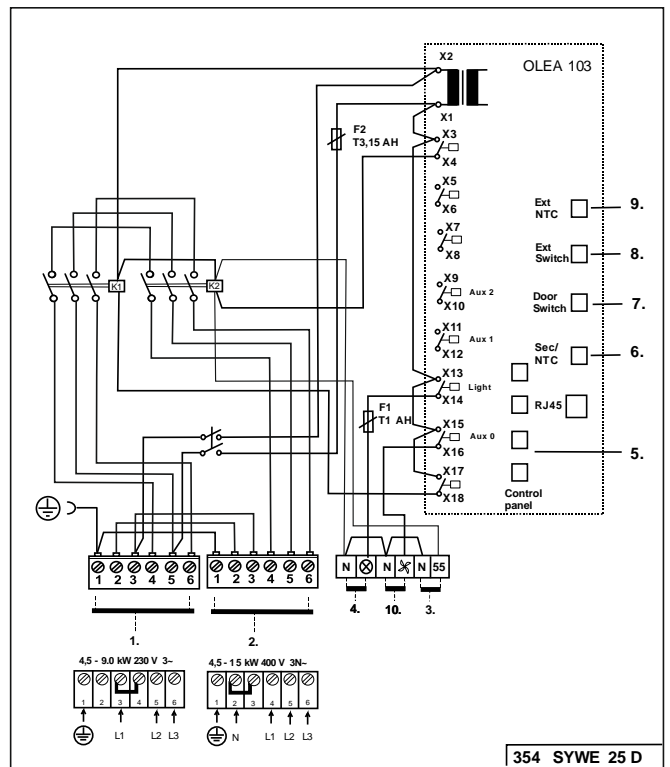 X2
OLEA 103
X1
F2
T3,15 AH
X3
X4
X5
X6
Ext
NTC
9.
X7
X8
Ext
Switch
8.
K1
K2
X9
Aux 2
X10
Door
Switch
7.
X11
Aux 1
X12
Sec/
NTC
6.
X13
Light
X14
F1
T1 AH
RJ45
X15
Aux 0
X16
5.
X17
X18
Control
panel
1 2 3 4 5 6
1 2 3 4 5 6
N N N 55
4. 10. 3.
1. 2.
4,5 - 9.0 kW 230 V 3~
4,5 - 15 kW 400 V 3N~
1 2 3 4 5 6
1 2 3 4 5 6
L1 L2 L3
N L1 L2 L3
354 SYWE 25 D